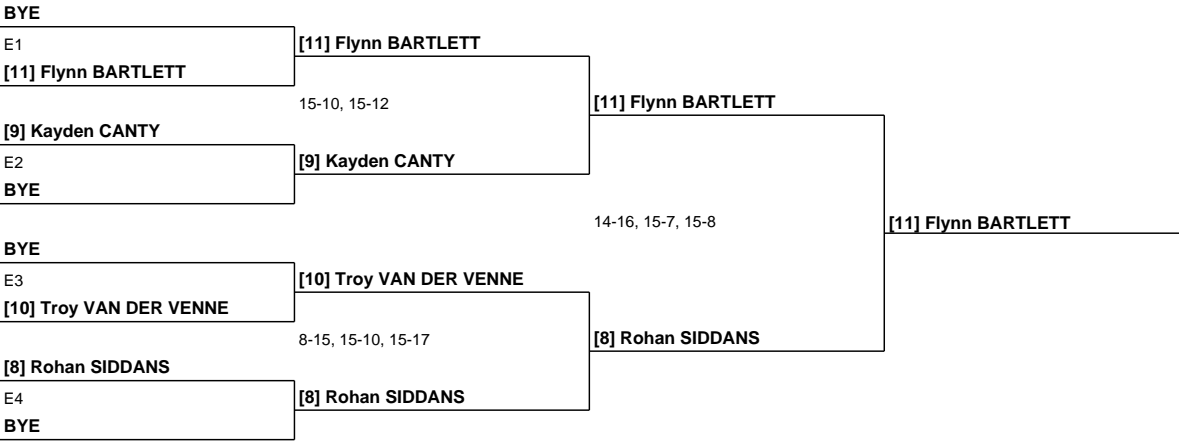 BYE
E1
[11] Flynn BARTLETT
[11] Flynn BARTLETT
15-10, 15-12
[11] Flynn BARTLETT
[9] Kayden CANTY
E2
[9] Kayden CANTY
BYE
14-16, 15-7, 15-8
[11] Flynn BARTLETT
BYE
E3
[10] Troy VAN DER VENNE
[10] Troy VAN DER VENNE
8-15, 15-10, 15-17
[8] Rohan SIDDANS
[8] Rohan SIDDANS
E4
[8] Rohan SIDDANS
BYE